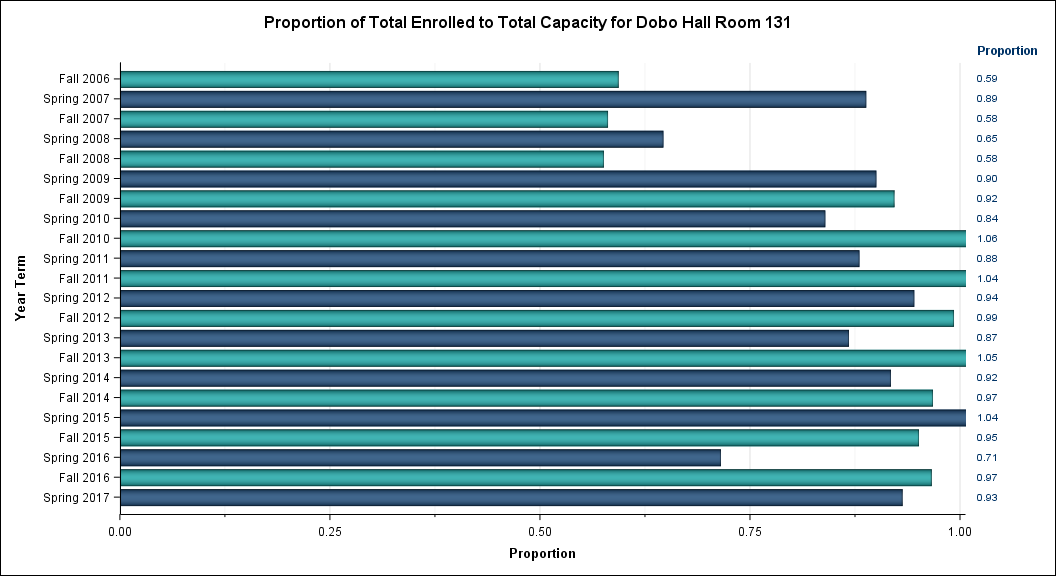 Proportion of Total Enrolled to Total Capacity for Dobo Hall Room 131
Proportion
Fall 2006 0.59
Spring 2007 0.89
Fall 2007 0.58
Spring 2008 0.65
Fall 2008 0.58
Spring 2009 0.90
Fall 2009 0.92
Spring 2010 0.84
Fall 2010 1.06
Spring 2011 0.88
Fall 2011 1.04
Spring 2012 0.94
Fall 2012 0.99
Spring 2013 0.87
Fall 2013 1.05
Spring 2014 0.92
Fall 2014 0.97
Spring 2015 1.04
Fall 2015 0.95
Spring 2016 0.71
Fall 2016 0.97
Spring 2017 0.93
Year Term
0.00 0.25 0.50 0.75 1.00
Proportion